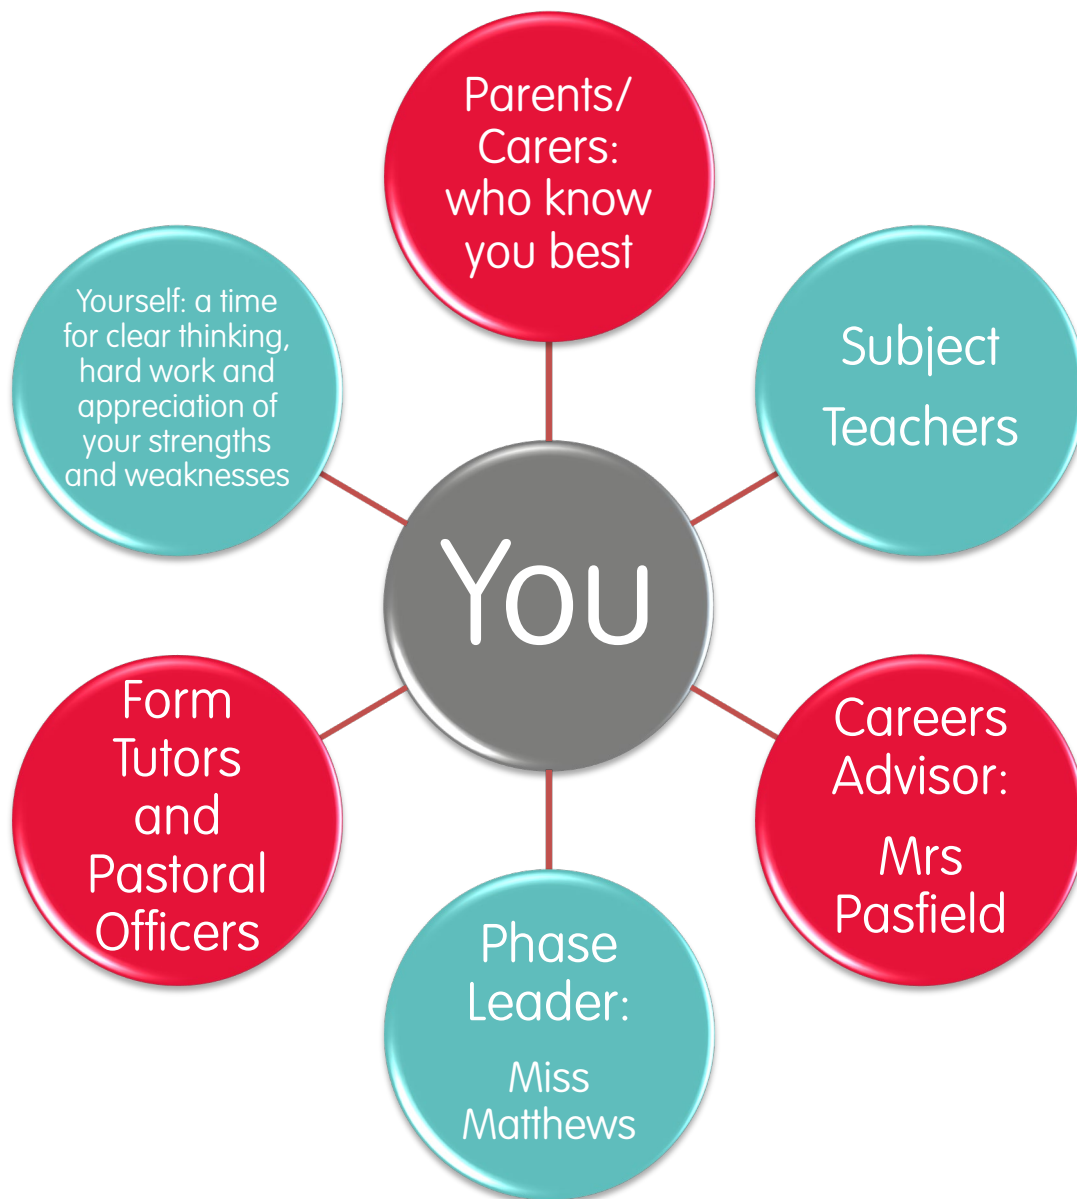 Parents/
Carers:
who know
you best
Subject
Teachers
Careers
Advisor:
Mrs
Pasfield
Phase
Leader:
Miss
Matthews
Form
Tutors
and
Pastoral
Officers
Yourself: a time
for clear thinking,
hard work and
appreciation of
your strengths
and weaknesses
You